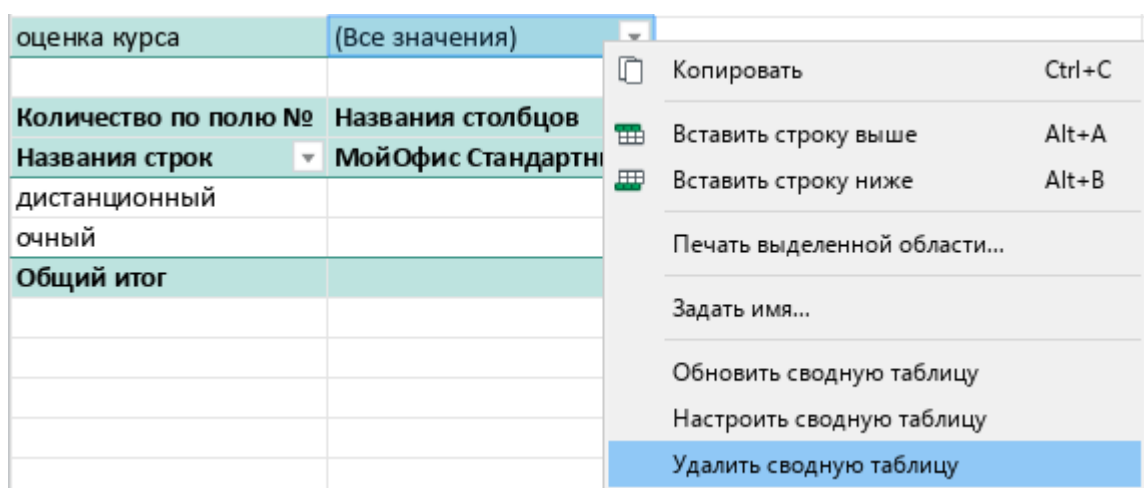 оценка курса (Все значения)
Количество по полю № Названия столбцов
Названия строк МойОфис Стандартн
дистанционный
очный
Общий итог
Копировать Ctrl+C
Вставить строку выше Alt+A
Вставить строку ниже Alt+B
Печать выделенной области...
Задать имя...
Обновить сводную таблицу
Настроить сводную таблицу
Удалить сводную таблицу